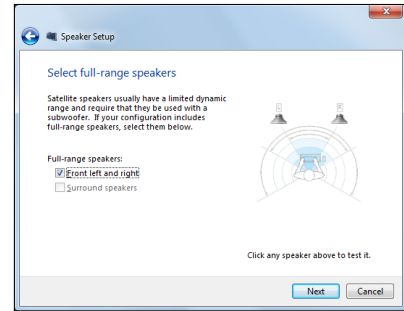 Speaker Setup
Select full-range speakers
Satellite speakers usually have a limited dynamic
range and require that they be used with a
subwoofer. If your configuration includes
full-range speakers, select them below.
L R
Full-range speakers:
Front left and right
Surround speakers
Click any speaker above to test it.
Next Cancel